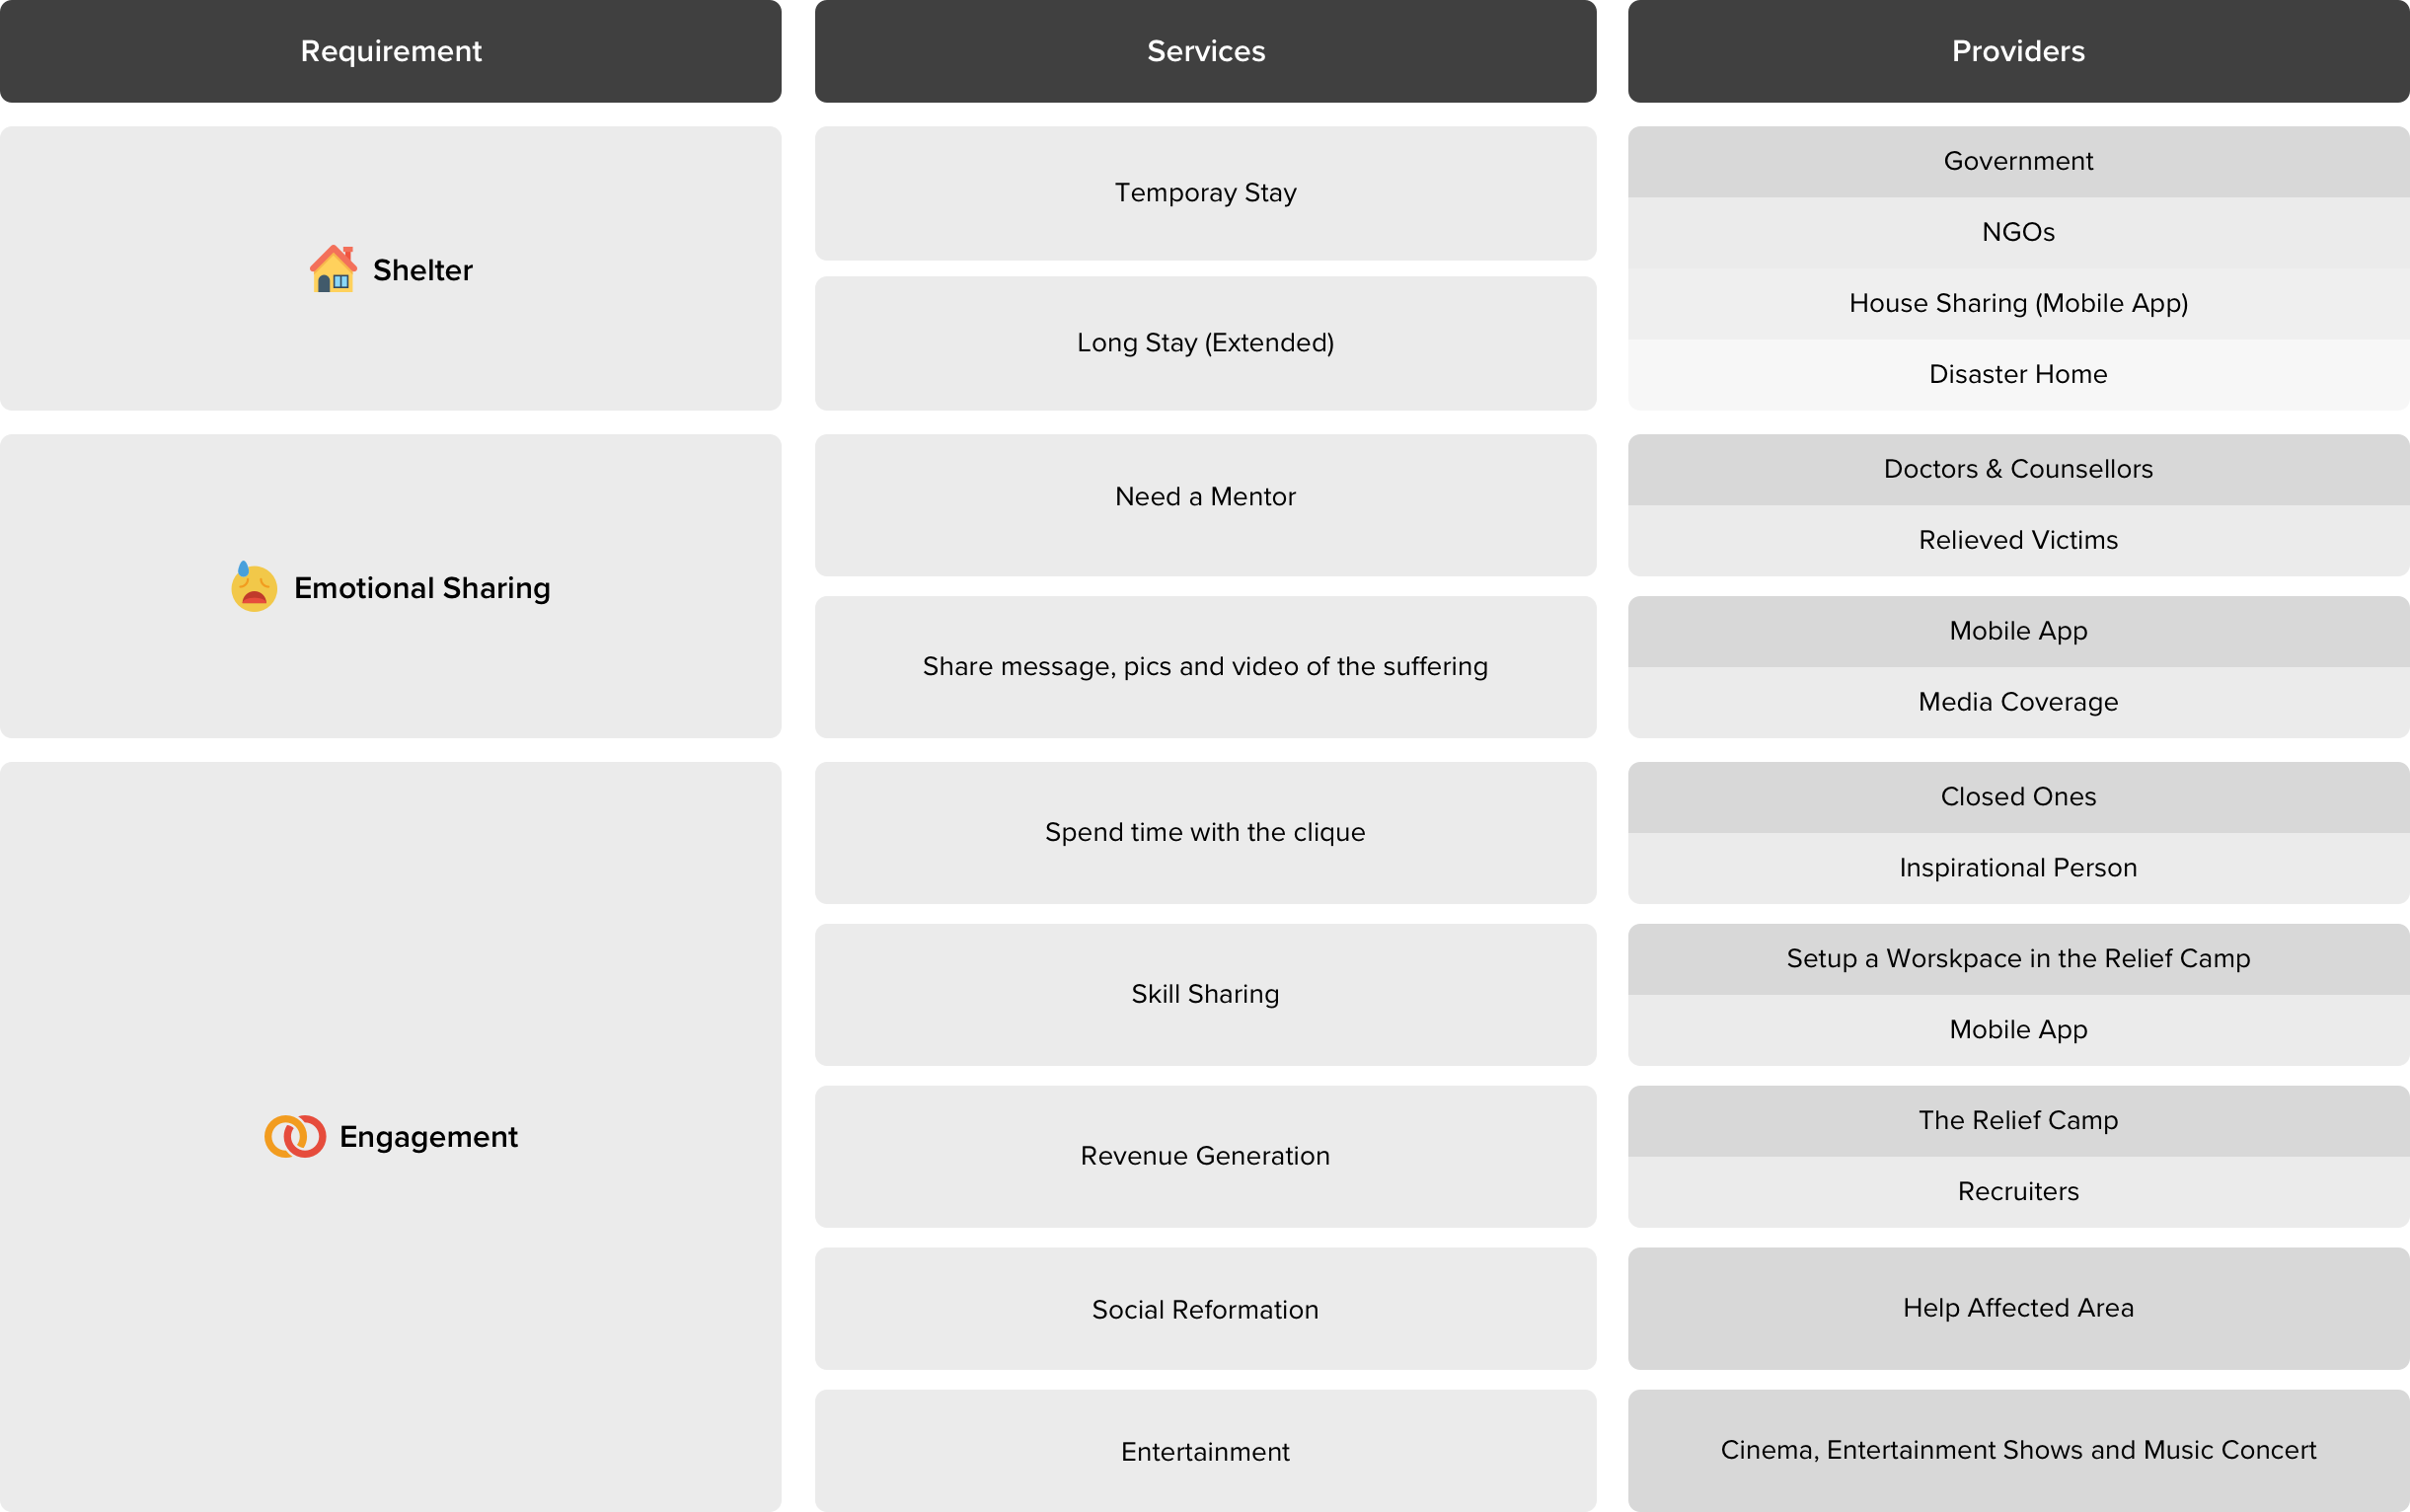 Requirement
Services
Providers
Shelter
Temporay Stay
Long Stay (Extended)
Government
NGOs
House Sharing (Mobile App)
Disaster Home
Emotional Sharing
Need a Mentor
Doctors & Counsellors
Relieved Victims
Share message, pics and video of the suffering
Mobile App
Media Coverage
Engagement
Spend time with the clique
Closed Ones
Inspirational Person
Skill Sharing
Setup a Worskpace in the Relief Camp
Mobile App
Revenue Generation
The Relief Camp
Recruiters
Social Reformation
Help Affected Area
Entertainment
Cinema, Entertainment Shows and Music Concert